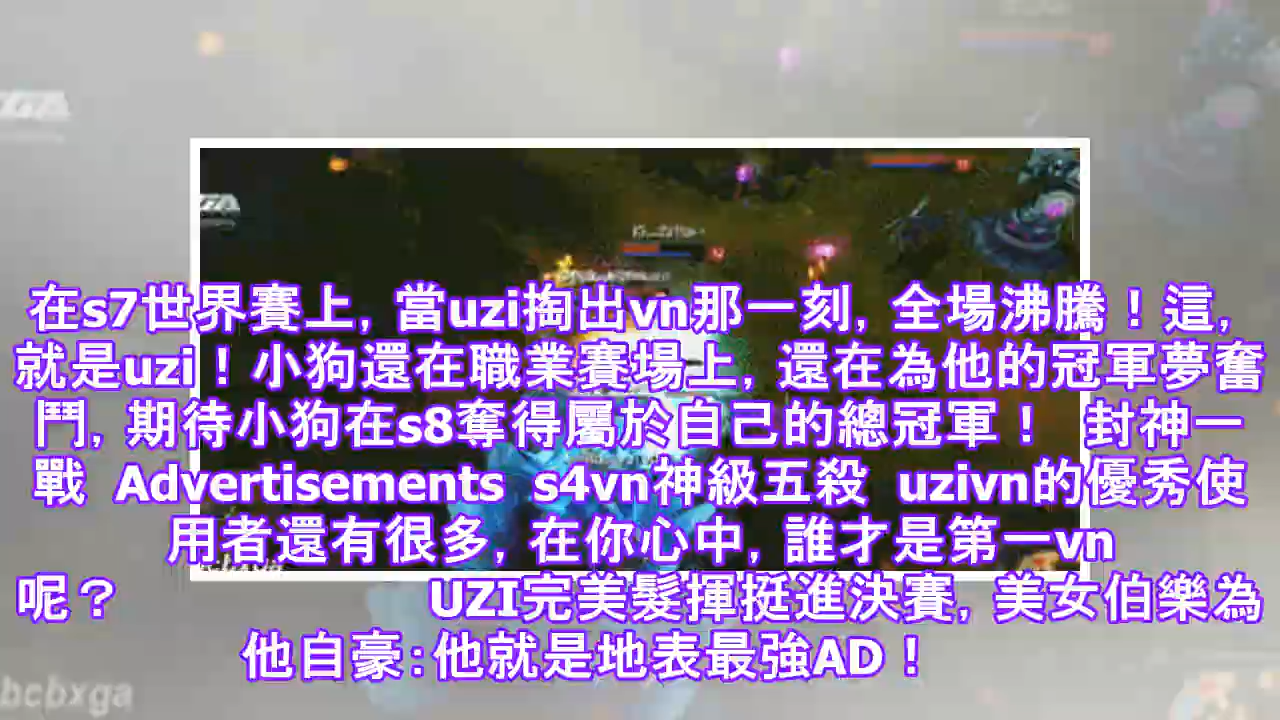 在s7世界賽上, 當uzi掏出vn那一刻, 全場沸騰！這,
就是uzi！小狗還在職業賽場上, 還在為他的冠軍夢奮
鬥, 期待小狗在s8奪得屬於自己的總冠軍！ 封神一
戰 Advertisements s4vn神級五殺 uzivn的優秀使
用者還有很多, 在你心中, 誰才是第一vn
呢？ UZI完美髮揮挺進決賽, 美女伯樂為
他自豪:他就是地表最強AD！
bcbxga